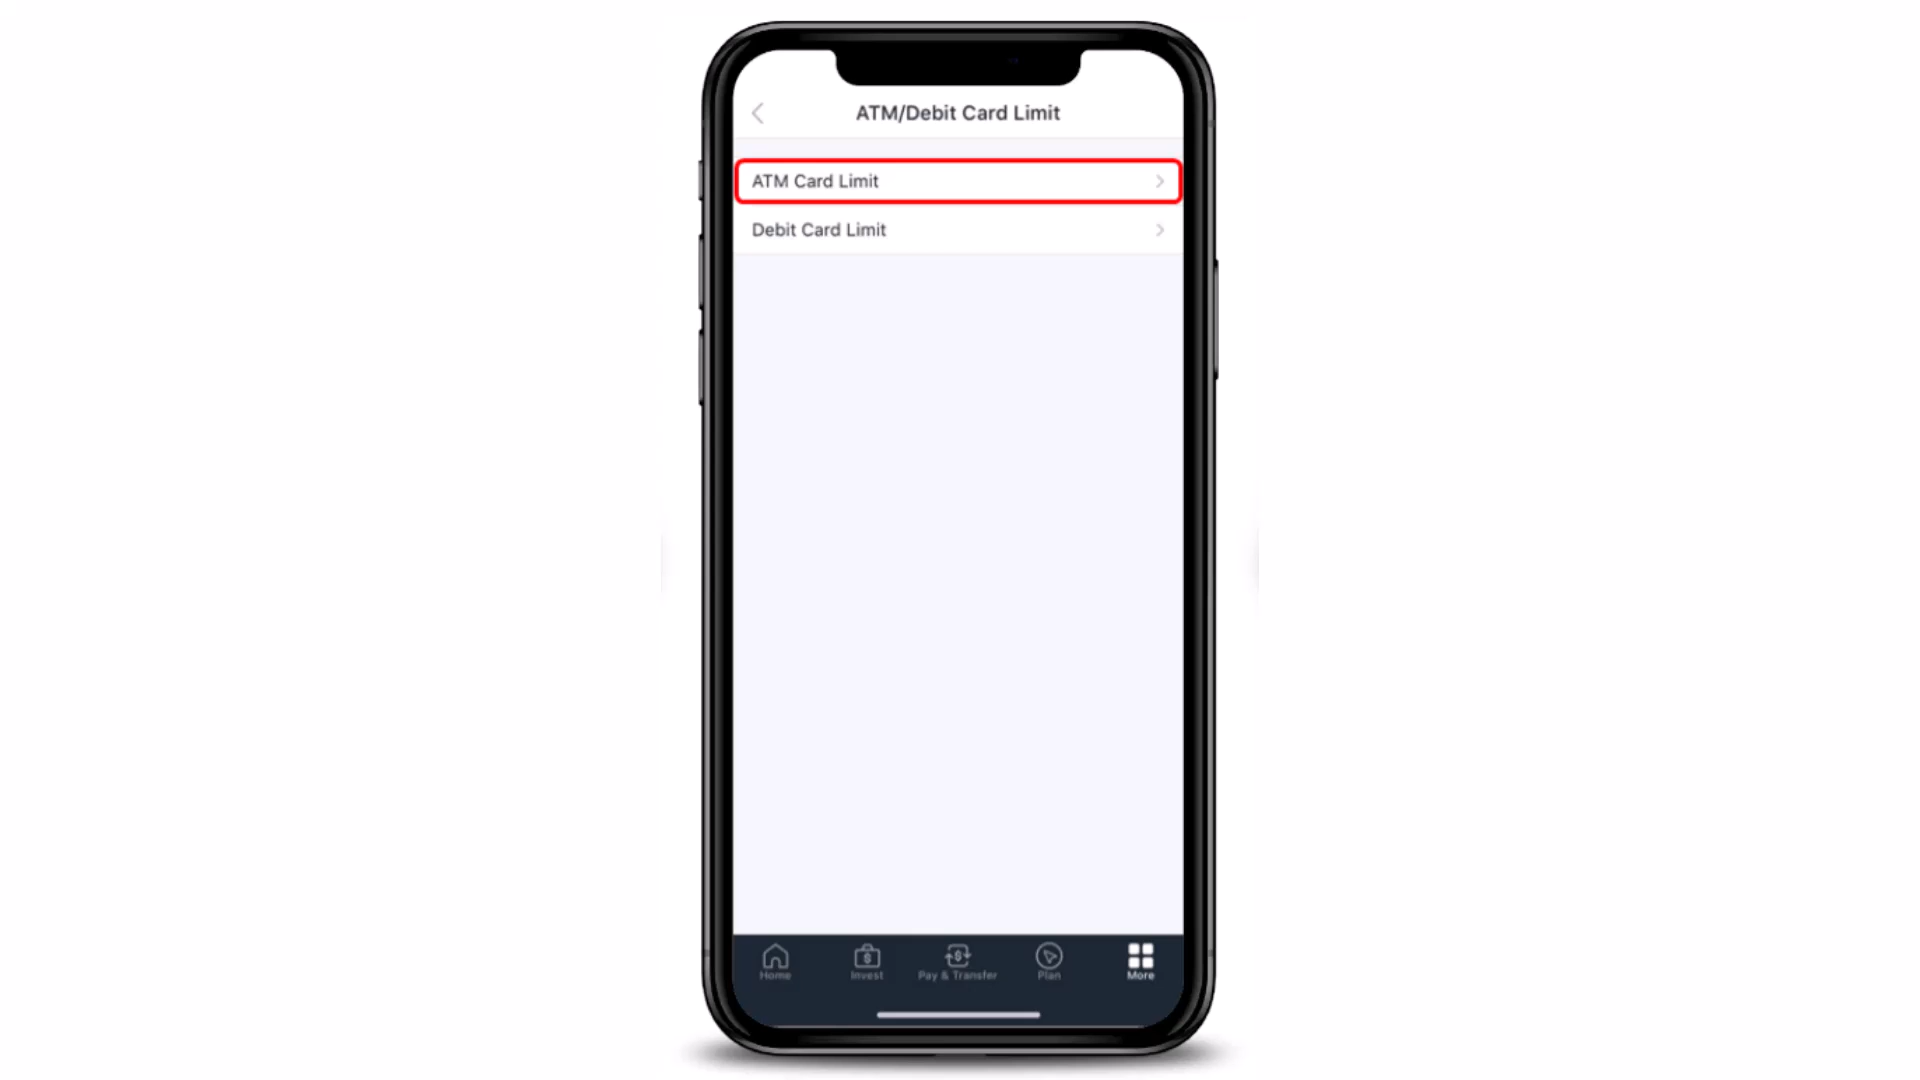 ATM/Debit Card Limit
ATM Card Limit
Debit Card Limit
Home Invest Pay & Transfer Plan More